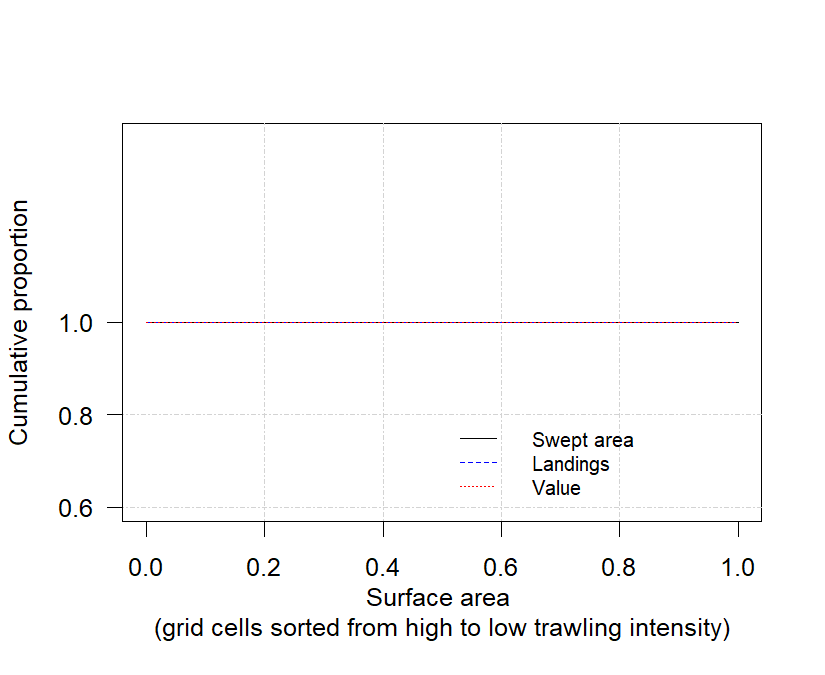 Cumulative proportion
1.0
0.8
0.6
Swept area
Landings
Value
0.0 0.2 0.4 0.6 0.8 1.0
Surface area
(grid cells sorted from high to low trawling intensity)